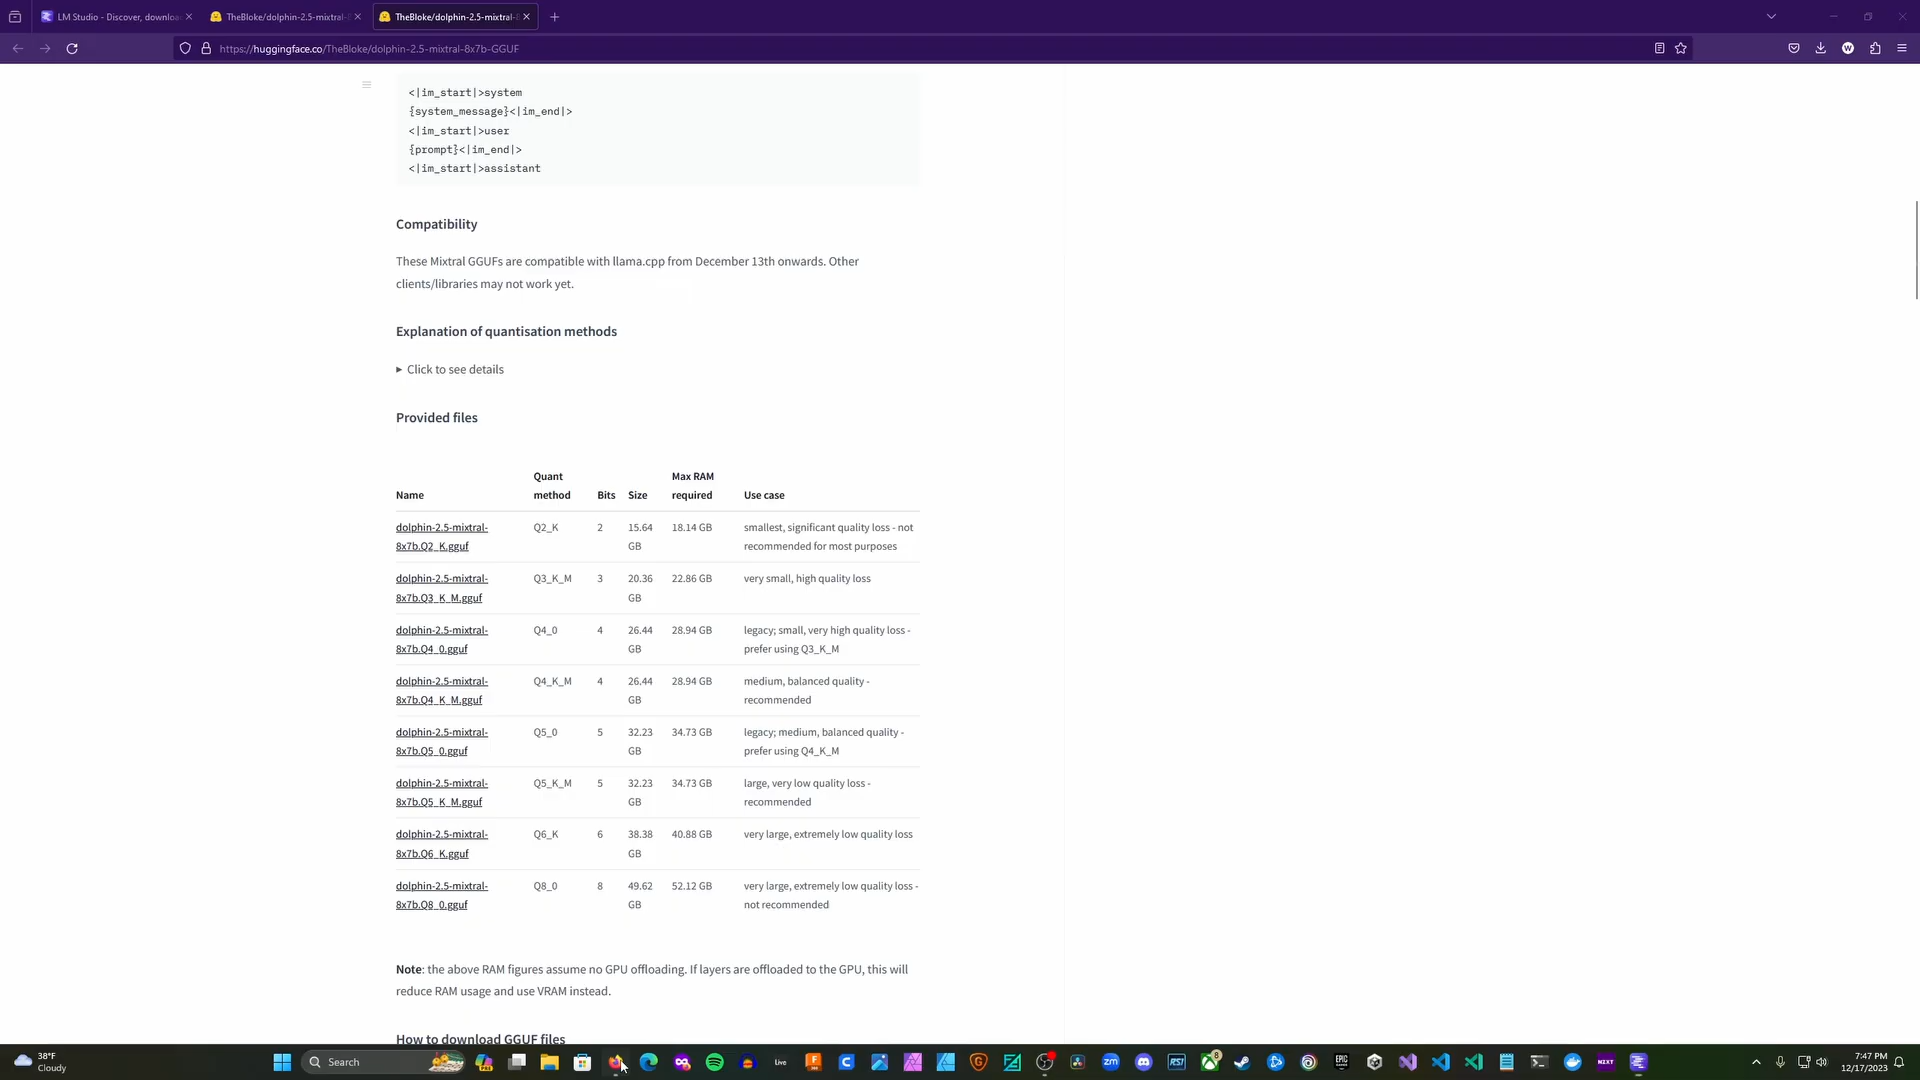 LM Studio - Discover, downloa
TheBloke/dolphin-2.5-mixtral-8
TheBloke/dolphin-2.5-mixtral-8
https://huggingface.co/TheBloke/dolphin-2.5-mixtral-8x7b-GGUF
<|im_start|>system
{system_message}<|im_end|>
<|im_start|>user
{prompt}<|im_end|>
<|im_start|>assistant
Compatibility
These Mixtral GGUFs are compatible with llama.cpp from December 13th onwards. Other
clients/libraries may not work yet.
Explanation of quantisation methods
▶ Click to see details
Provided files
Quant Max RAM
Name method Bits Size required Use case
dolphin-2.5-mixtral- Q2_K 2 15.64 18.14 GB smallest, significant quality loss - not
8x7b.Q2_K.gguf GB recommended for most purposes
dolphin-2.5-mixtral- Q3_K_M 3 20.36 22.86 GB very small, high quality loss
8x7b.Q3_K_M.gguf GB
dolphin-2.5-mixtral- Q4_0 4 26.44 28.94 GB legacy; small, very high quality loss -
8x7b.Q4_0.gguf GB prefer using Q3_K_M
dolphin-2.5-mixtral- Q4_K_M 4 26.44 28.94 GB medium, balanced quality -
8x7b.Q4_K_M.gguf GB recommended
dolphin-2.5-mixtral- Q5_0 5 32.23 34.73 GB legacy; medium, balanced quality -
8x7b.Q5_0.gguf GB prefer using Q4_K_M
dolphin-2.5-mixtral- Q5_K_M 5 32.23 34.73 GB large, very low quality loss -
8x7b.Q5_K_M.gguf GB recommended
dolphin-2.5-mixtral- Q6_K 6 38.38 40.88 GB very large, extremely low quality loss
8x7b.Q6_K.gguf GB
dolphin-2.5-mixtral- Q8_0 8 49.62 52.12 GB very large, extremely low quality loss -
8x7b.Q8_0.gguf GB not recommended
Note: the above RAM figures assume no GPU offloading. If layers are offloaded to the GPU, this will
reduce RAM usage and use VRAM instead.
How to download GGUF files
38°F
Cloudy
Search
Live
zm
RSI
EPIC
NZXT
7:47 PM
12/17/2023